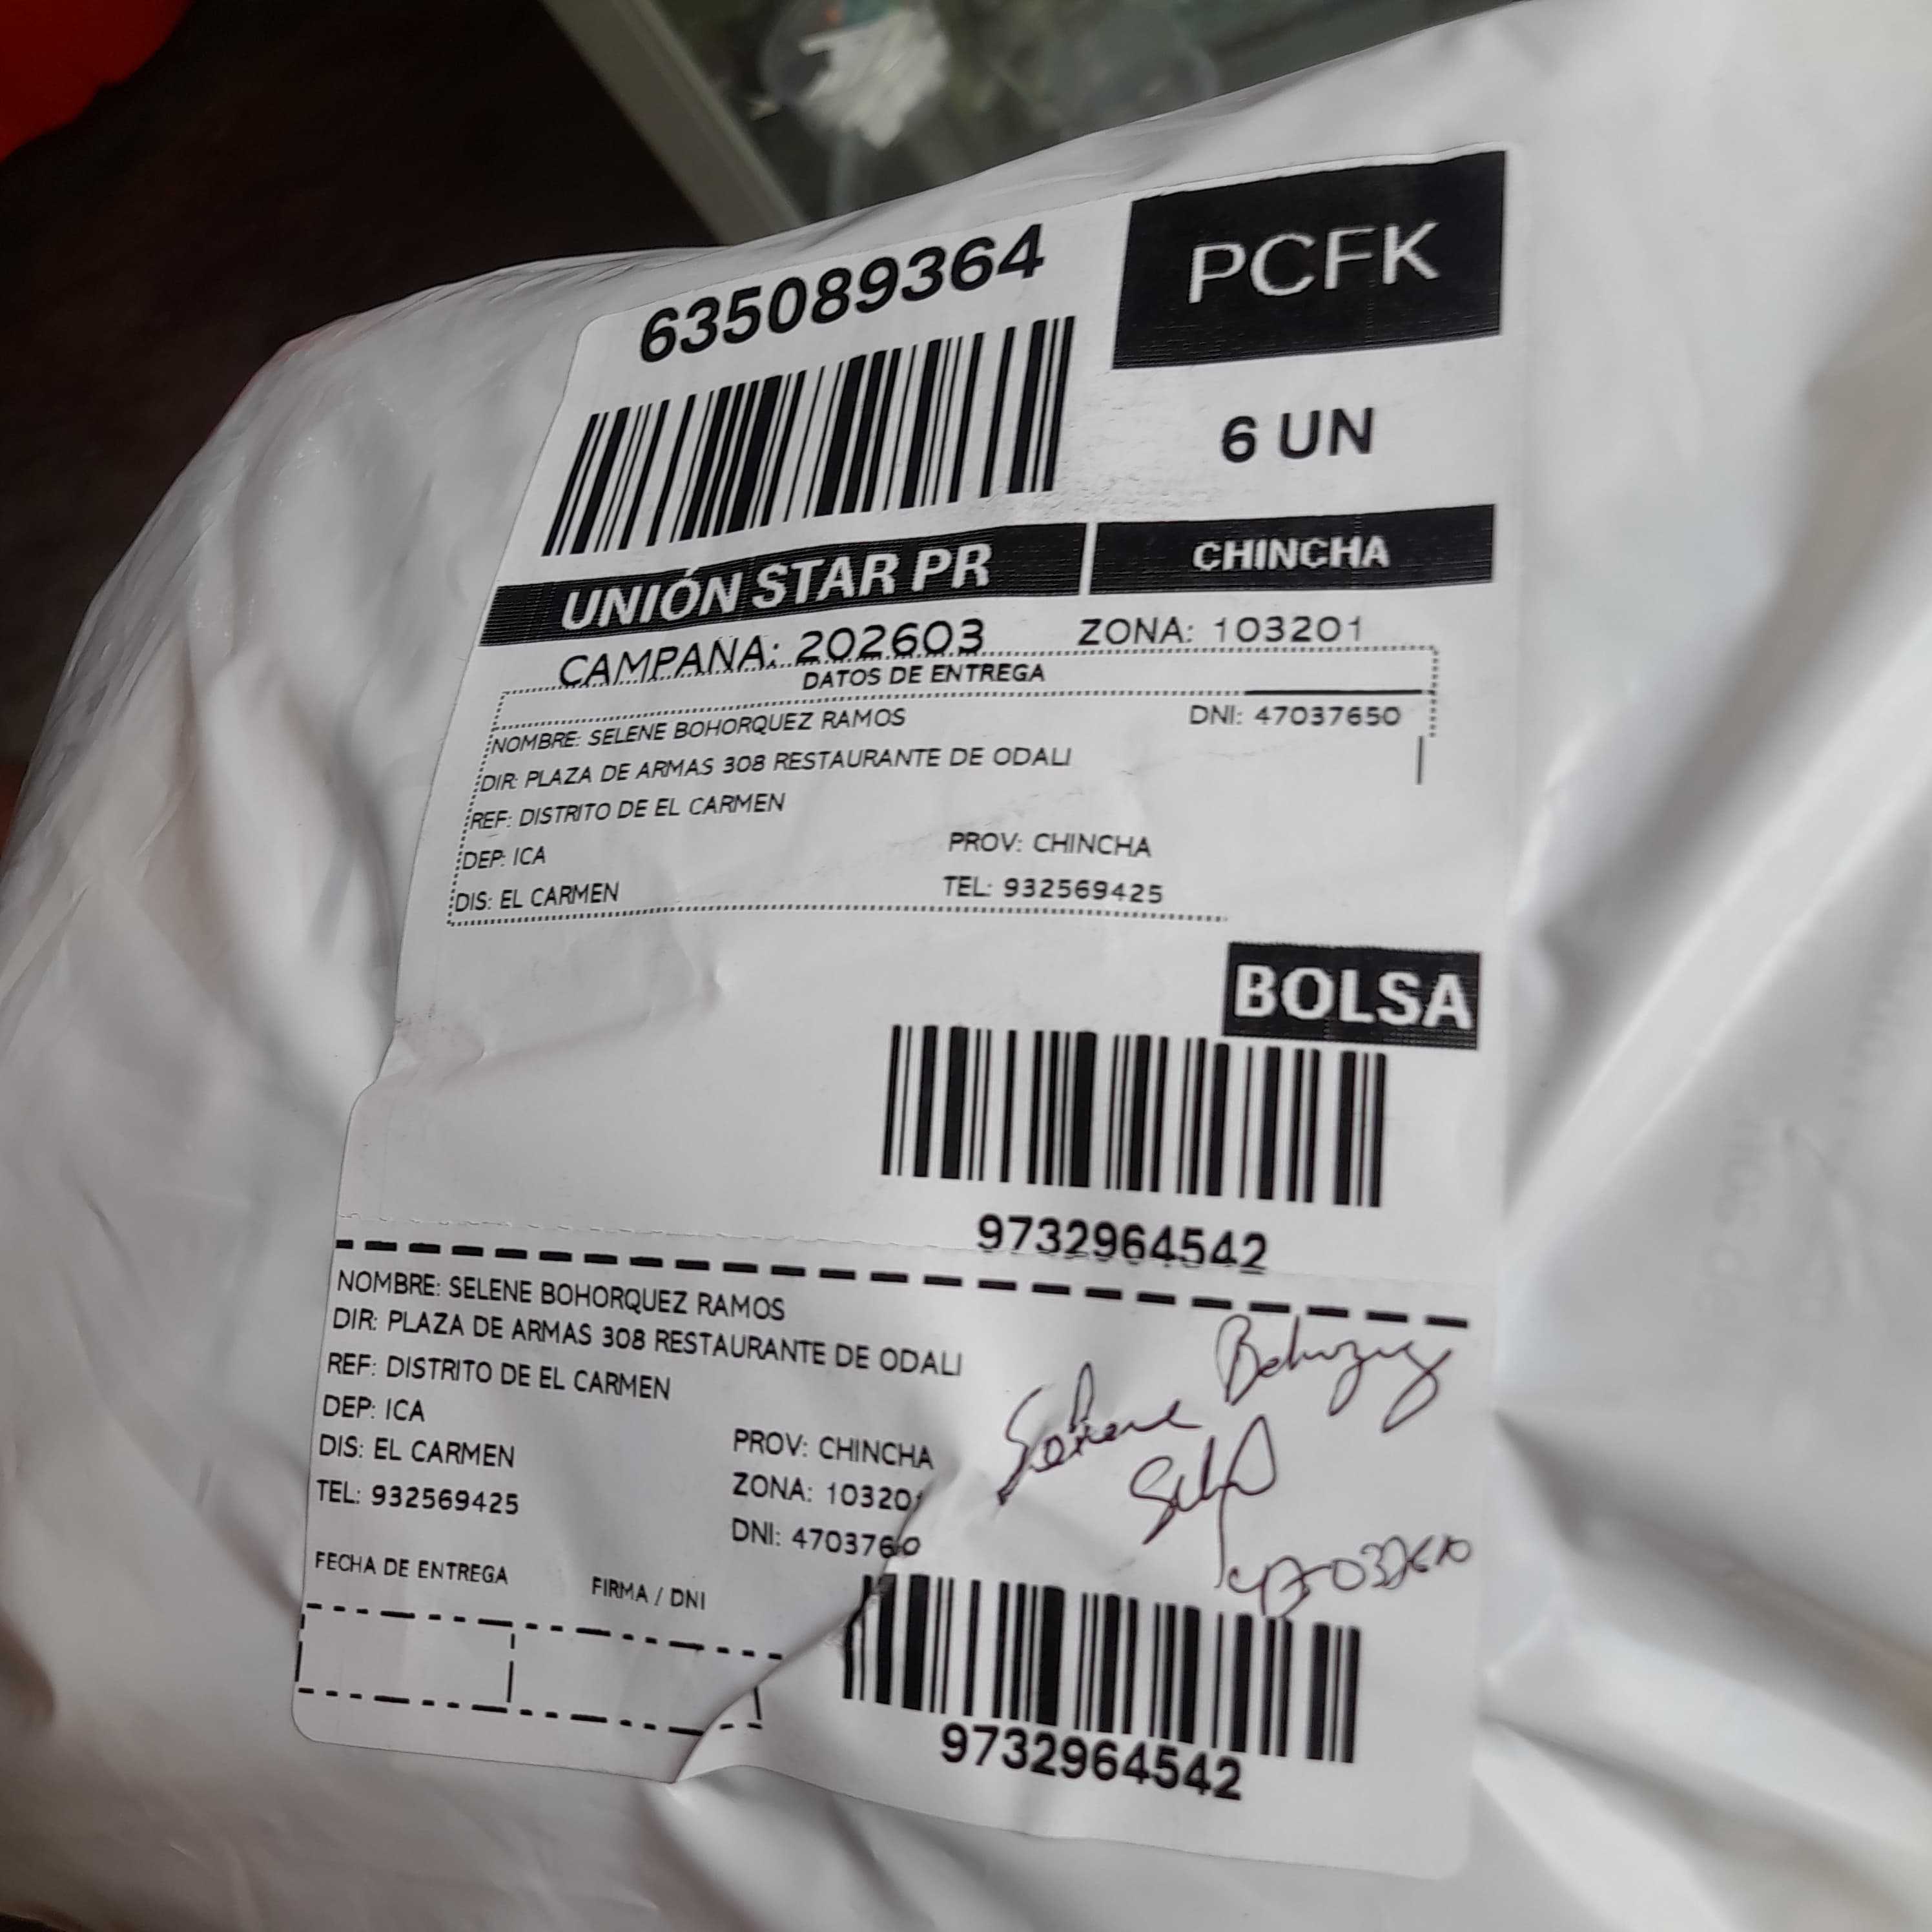 635089364
PCFK
6 UN
UNIÓN STAR PR
CHINCHA
CAMPAÑA: 202603
ZONA: 103201
DATOS DE ENTREGA
NOMBRE: SELENE BOHORQUEZ RAMOS
DNI: 47037650
DIR: PLAZA DE ARMAS 308 RESTAURANTE DE ODALI
REF: DISTRITO DE EL CARMEN
DEP: ICA
PROV: CHINCHA
DIS: EL CARMEN
TEL: 932569425
BOLSA
9732964542
NOMBRE: SELENE BOHORQUEZ RAMOS
DIR: PLAZA DE ARMAS 308 RESTAURANTE DE ODALI
REF: DISTRITO DE EL CARMEN
DEP: ICA
DIS: EL CARMEN
PROV: CHINCHA
TEL: 932569425
ZONA: 103201
DNI:
FECHA DE ENTREGA
FIRMA / DNI
Selene
9732964542